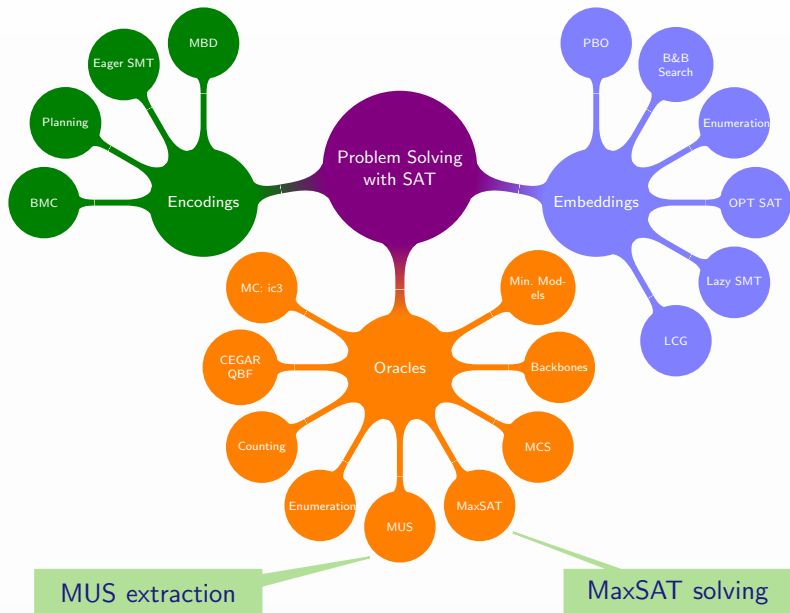 MBD
PBO
Eager SMT
B&B
Search
Planning
Enumeration
Problem Solving
with SAT
BMC
Encodings
Embeddings
OPT SAT
MC: ic3
Min. Mod-
els
Lazy SMT
LCG
CEGAR
QBF
Oracles
Backbones
Counting
MCS
Enumeration
MaxSAT
MUS
MUS extraction
MaxSAT solving